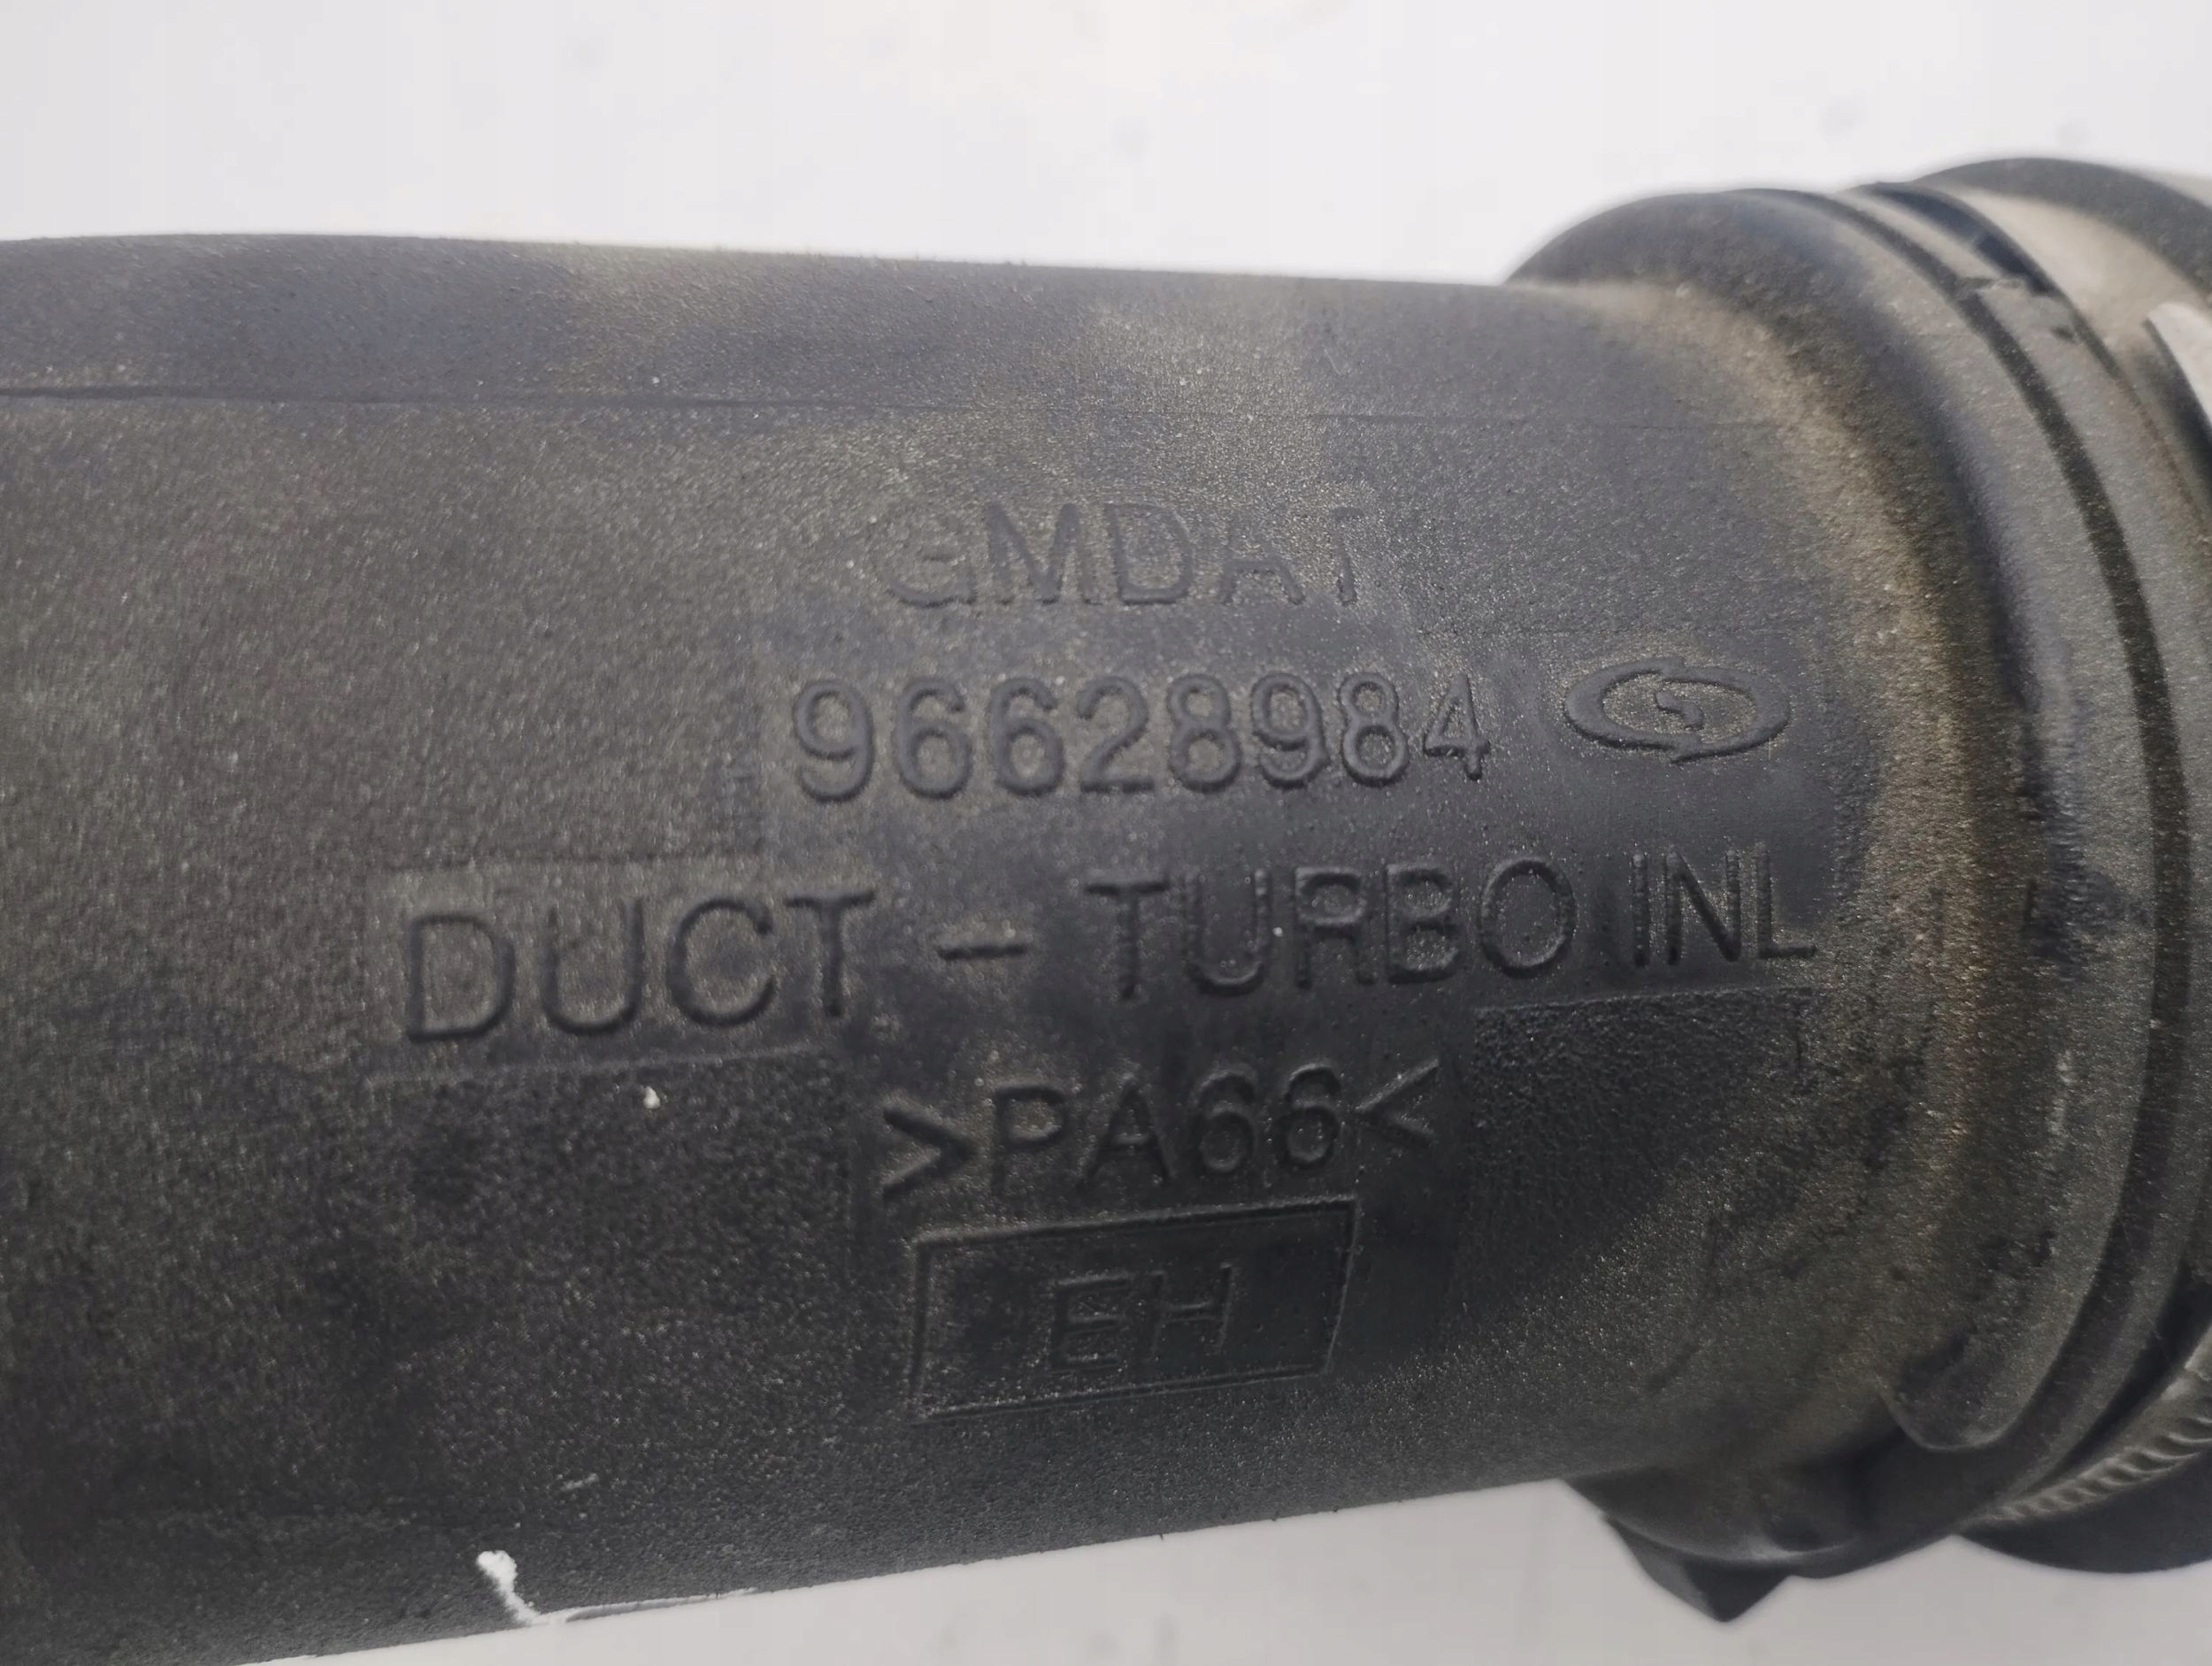 GMDAT
96628984
DUCT - TURBO INL
>PA66<
EH